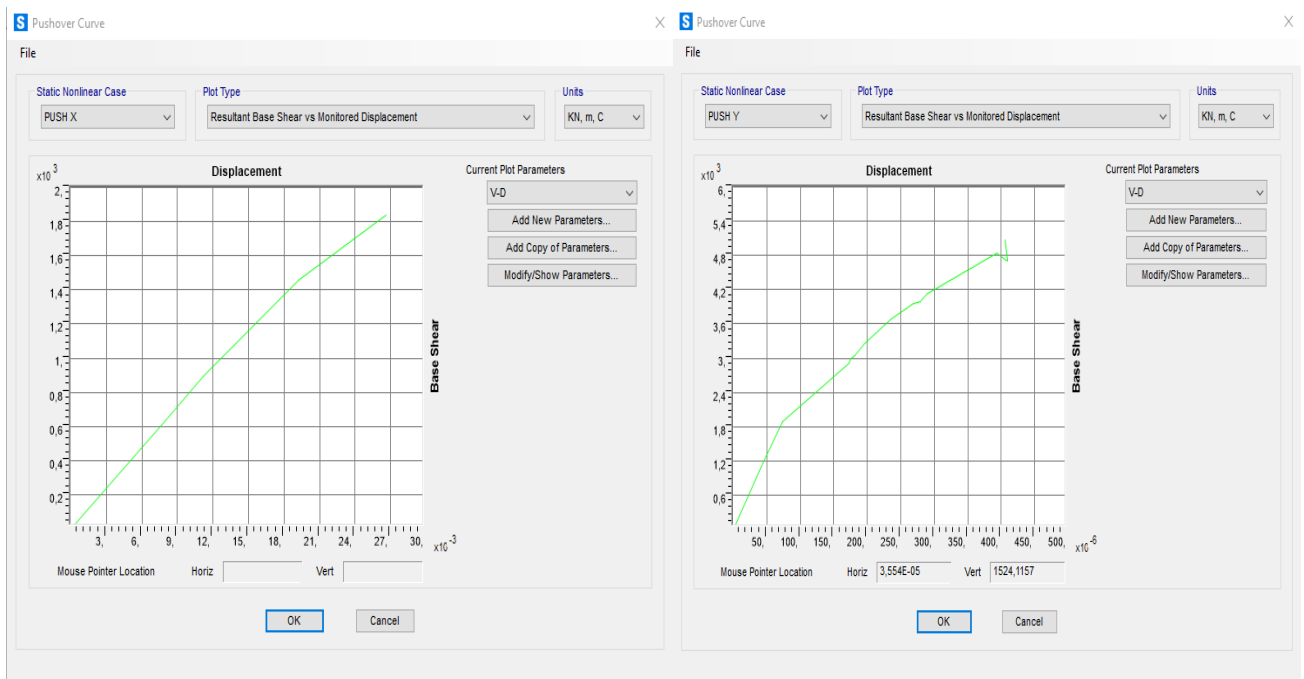 S Pushover Curve X
File
Static Nonlinear Case
PUSH X
Plot Type
Resultant Base Shear vs Monitored Displacement
Units
KN, m, C
x10 3
Displacement
2,
1,8
1,6
1,4
1,2
1,
0,8
0,6
0,4
0,2
3, 6, 9, 12, 15, 18, 21, 24, 27, 30, x10 -3
Base Shear
Current Plot Parameters
V-D
Add New Parameters...
Add Copy of Parameters...
Modify/Show Parameters...
Mouse Pointer Location Horiz Vert
OK Cancel
S Pushover Curve X
File
Static Nonlinear Case
PUSH Y
Plot Type
Resultant Base Shear vs Monitored Displacement
Units
KN, m, C
x10 3
Displacement
6,
5,4
4,8
4,2
3,6
3,
2,4
1,8
1,2
0,6
50, 100, 150, 200, 250, 300, 350, 400, 450, 500, x10 -6
Base Shear
Current Plot Parameters
V-D
Add New Parameters...
Add Copy of Parameters...
Modify/Show Parameters...
Mouse Pointer Location Horiz 3,554E-05 Vert 1524,1157
OK Cancel